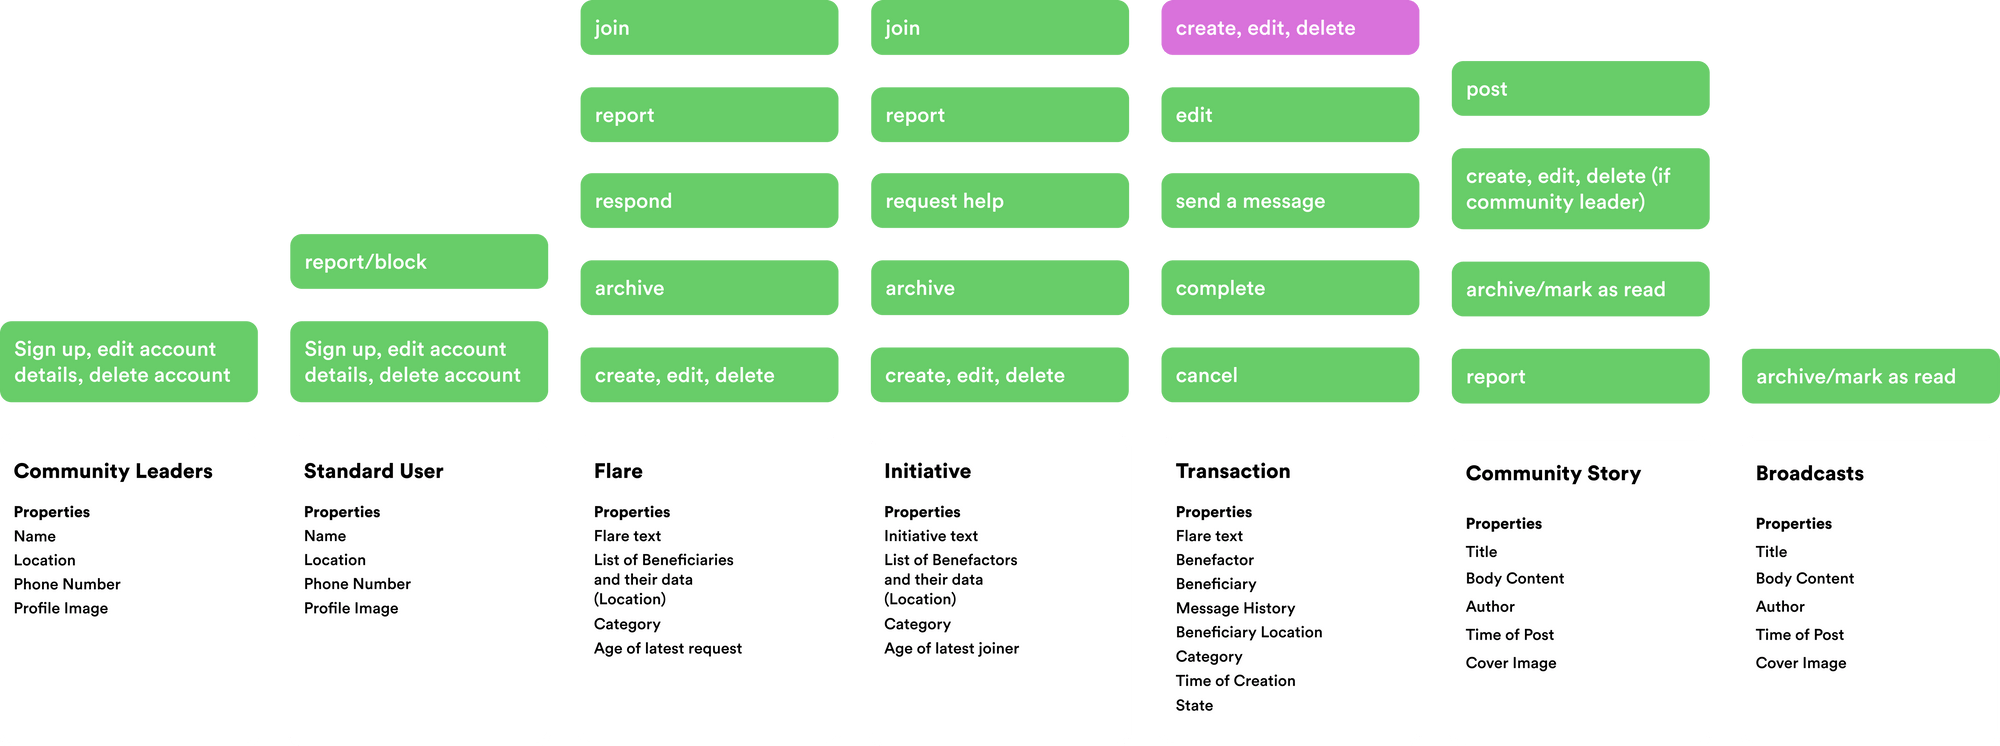 Sign up, edit account
details, delete account
Community Leaders
Properties
Name
Location
Phone Number
Profile Image
report/block
Sign up, edit account
details, delete account
Standard User
Properties
Name
Location
Phone Number
Profile Image
join
report
respond
archive
create, edit, delete
Flare
Properties
Flare text
List of Beneficiaries
and their data
(Location)
Category
Age of latest request
join
report
request help
archive
create, edit, delete
Initiative
Properties
Initiative text
List of Benefactors
and their data
(Location)
Category
Age of latest joiner
create, edit, delete
edit
send a message
complete
cancel
Transaction
Properties
Flare text
Benefactor
Beneficiary
Message History
Beneficiary Location
Category
Time of Creation
State
post
create, edit, delete (if
community leader)
archive/mark as read
report
Community Story
Properties
Title
Body Content
Author
Time of Post
Cover Image
archive/mark as read
Broadcasts
Properties
Title
Body Content
Author
Time of Post
Cover Image